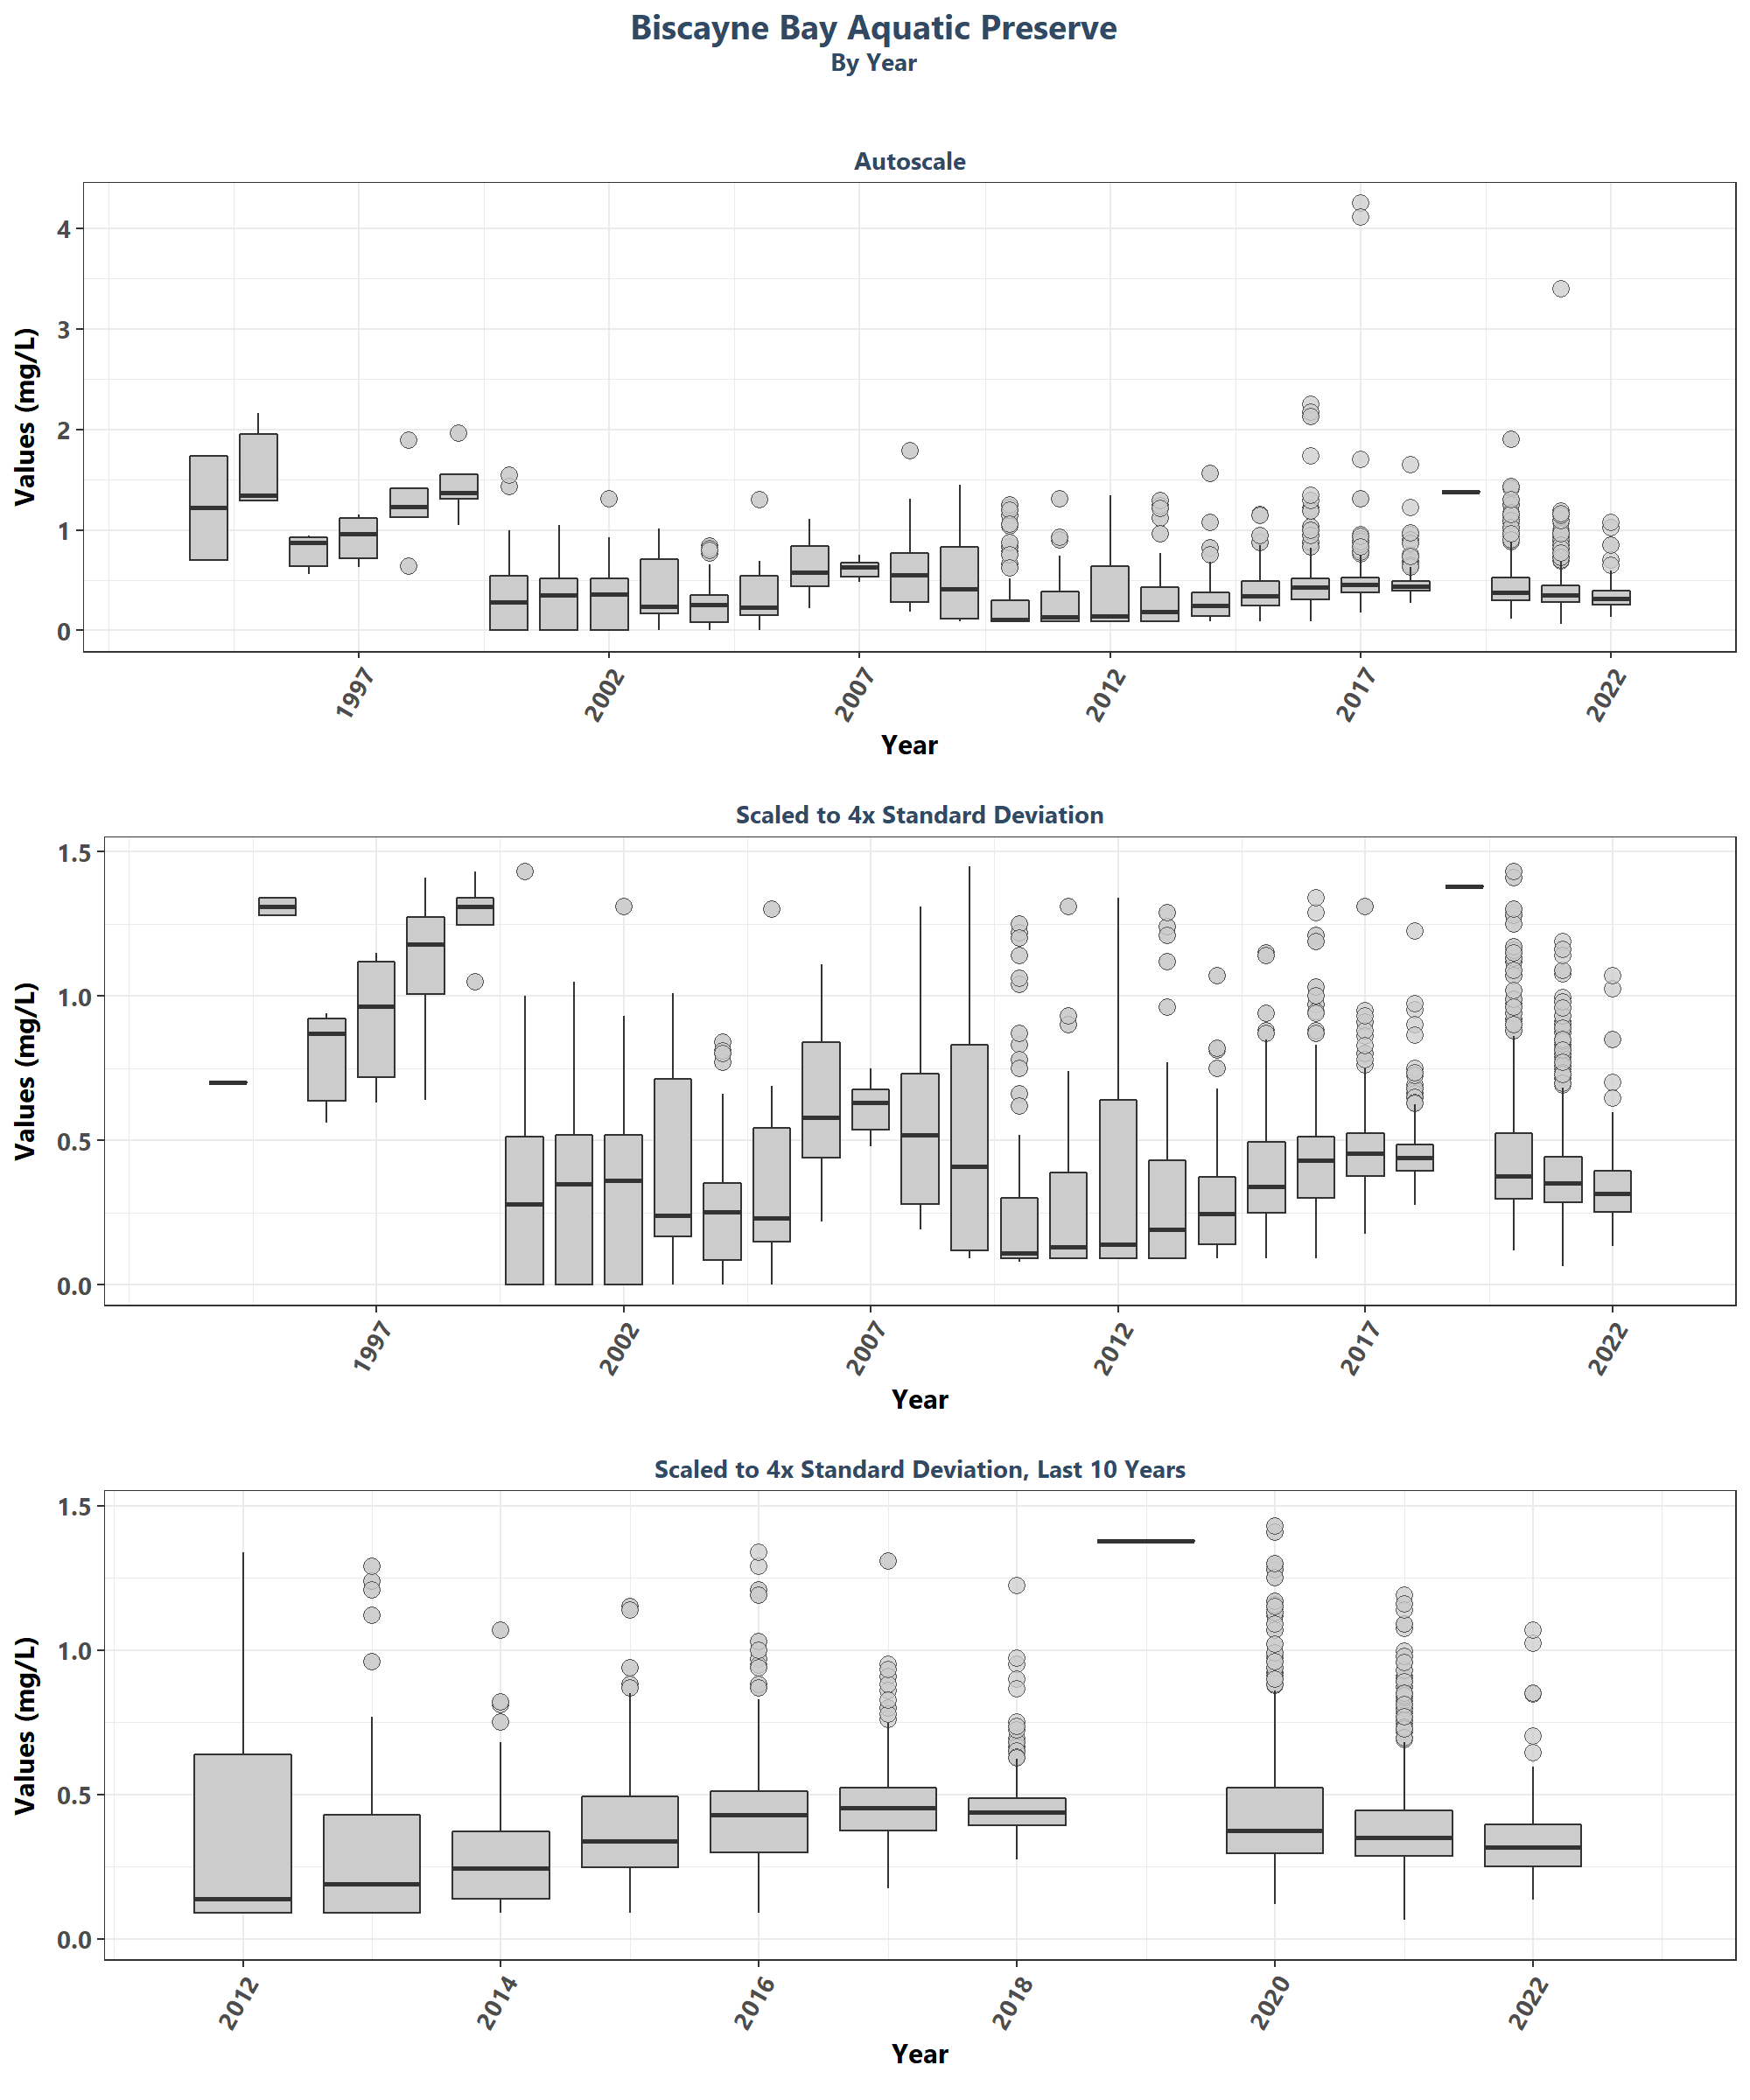 Biscayne Bay Aquatic Preserve
By Year
Autoscale
Values (mg/L)
4
3
2
1
0
1997
2002
2007
2012
2017
2022
Year
Scaled to 4x Standard Deviation
Values (mg/L)
1.5
1.0
0.5
0.0
1997
2002
2007
2012
2017
2022
Year
Scaled to 4x Standard Deviation, Last 10 Years
Values (mg/L)
1.5
1.0
0.5
0.0
2012
2014
2016
2018
2020
2022
Year